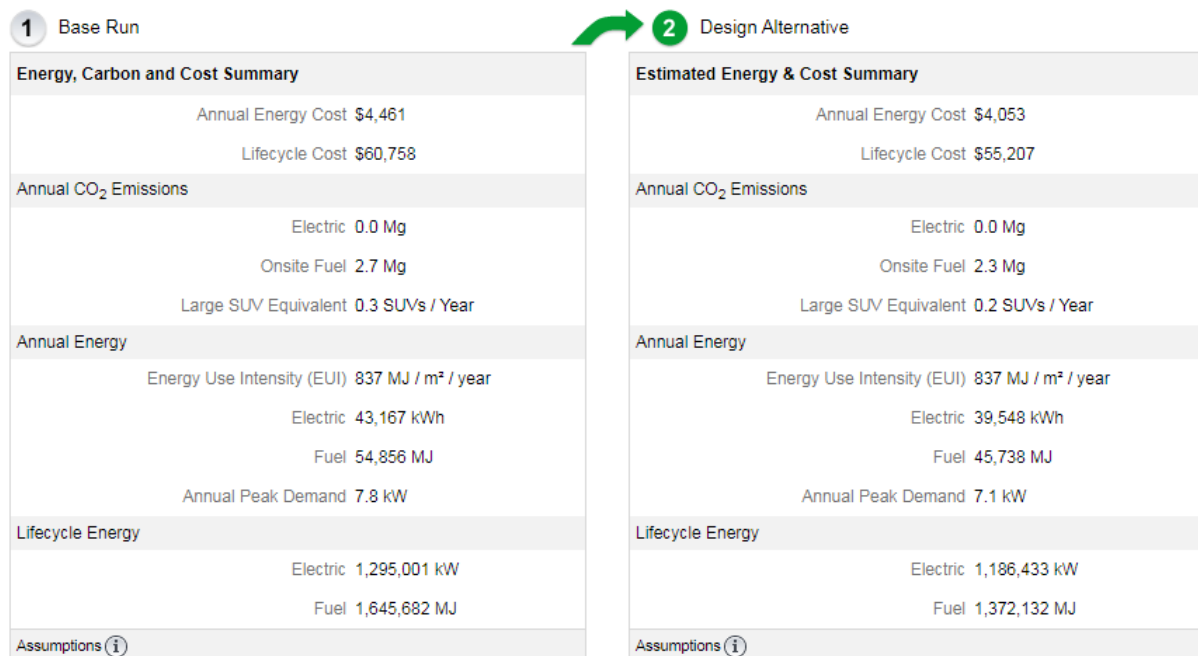 1 Base Run
Energy, Carbon and Cost Summary
Annual Energy Cost $4,461
Lifecycle Cost $60,758
Annual CO2 Emissions
Electric 0.0 Mg
Onsite Fuel 2.7 Mg
Large SUV Equivalent 0.3 SUVs / Year
Annual Energy
Energy Use Intensity (EUI) 837 MJ / m² / year
Electric 43,167 kWh
Fuel 54,856 MJ
Annual Peak Demand 7.8 kW
Lifecycle Energy
Electric 1,295,001 kW
Fuel 1,645,682 MJ
Assumptions i
2 Design Alternative
Estimated Energy & Cost Summary
Annual Energy Cost $4,053
Lifecycle Cost $55,207
Annual CO2 Emissions
Electric 0.0 Mg
Onsite Fuel 2.3 Mg
Large SUV Equivalent 0.2 SUVs / Year
Annual Energy
Energy Use Intensity (EUI) 837 MJ / m² / year
Electric 39,548 kWh
Fuel 45,738 MJ
Annual Peak Demand 7.1 kW
Lifecycle Energy
Electric 1,186,433 kW
Fuel 1,372,132 MJ
Assumptions i